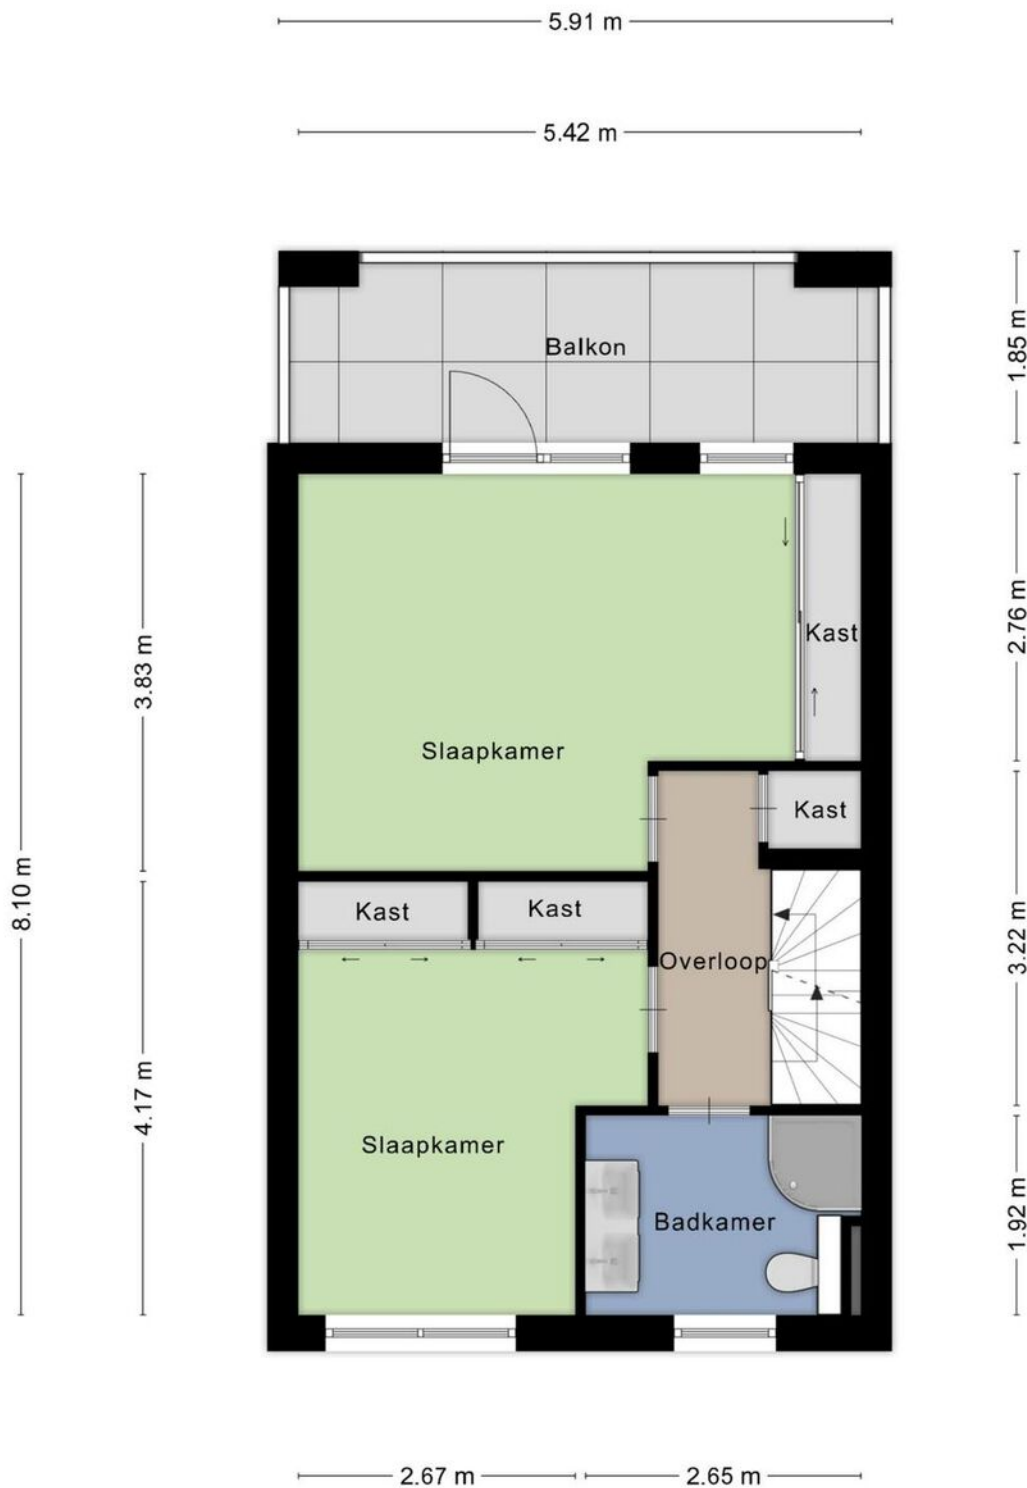 5.91 m
5.42 m
Balkon
1.85 m
Kast
2.76 m
3.83 m
Slaapkamer
Kast
8.10 m
Kast
Kast
3.22 m
Overloop
4.17 m
Slaapkamer
Badkamer
1.92 m
2.67 m
2.65 m